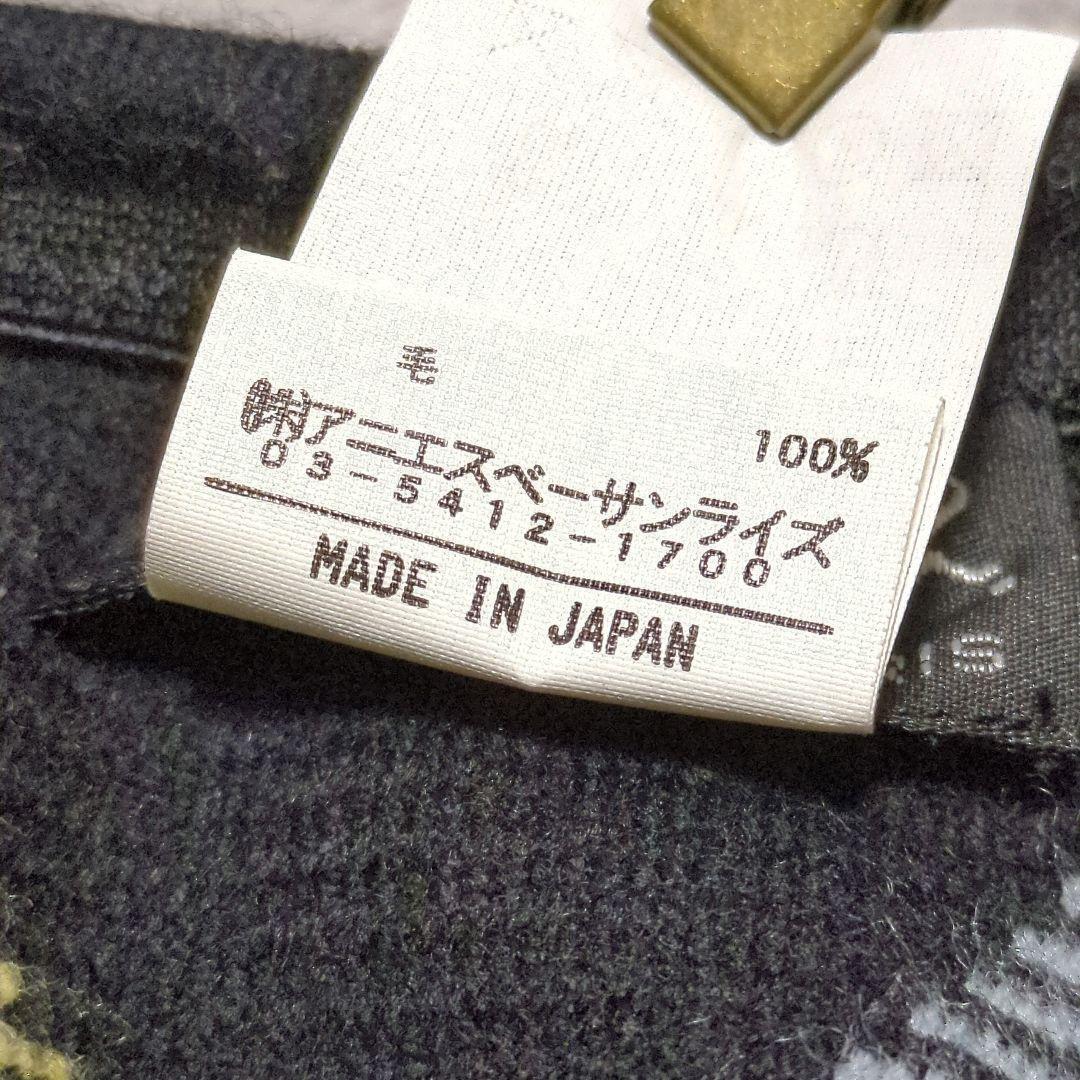 毛 100%
㈱アニエスベーサンライズ
03-5412-1700
MADE IN JAPAN